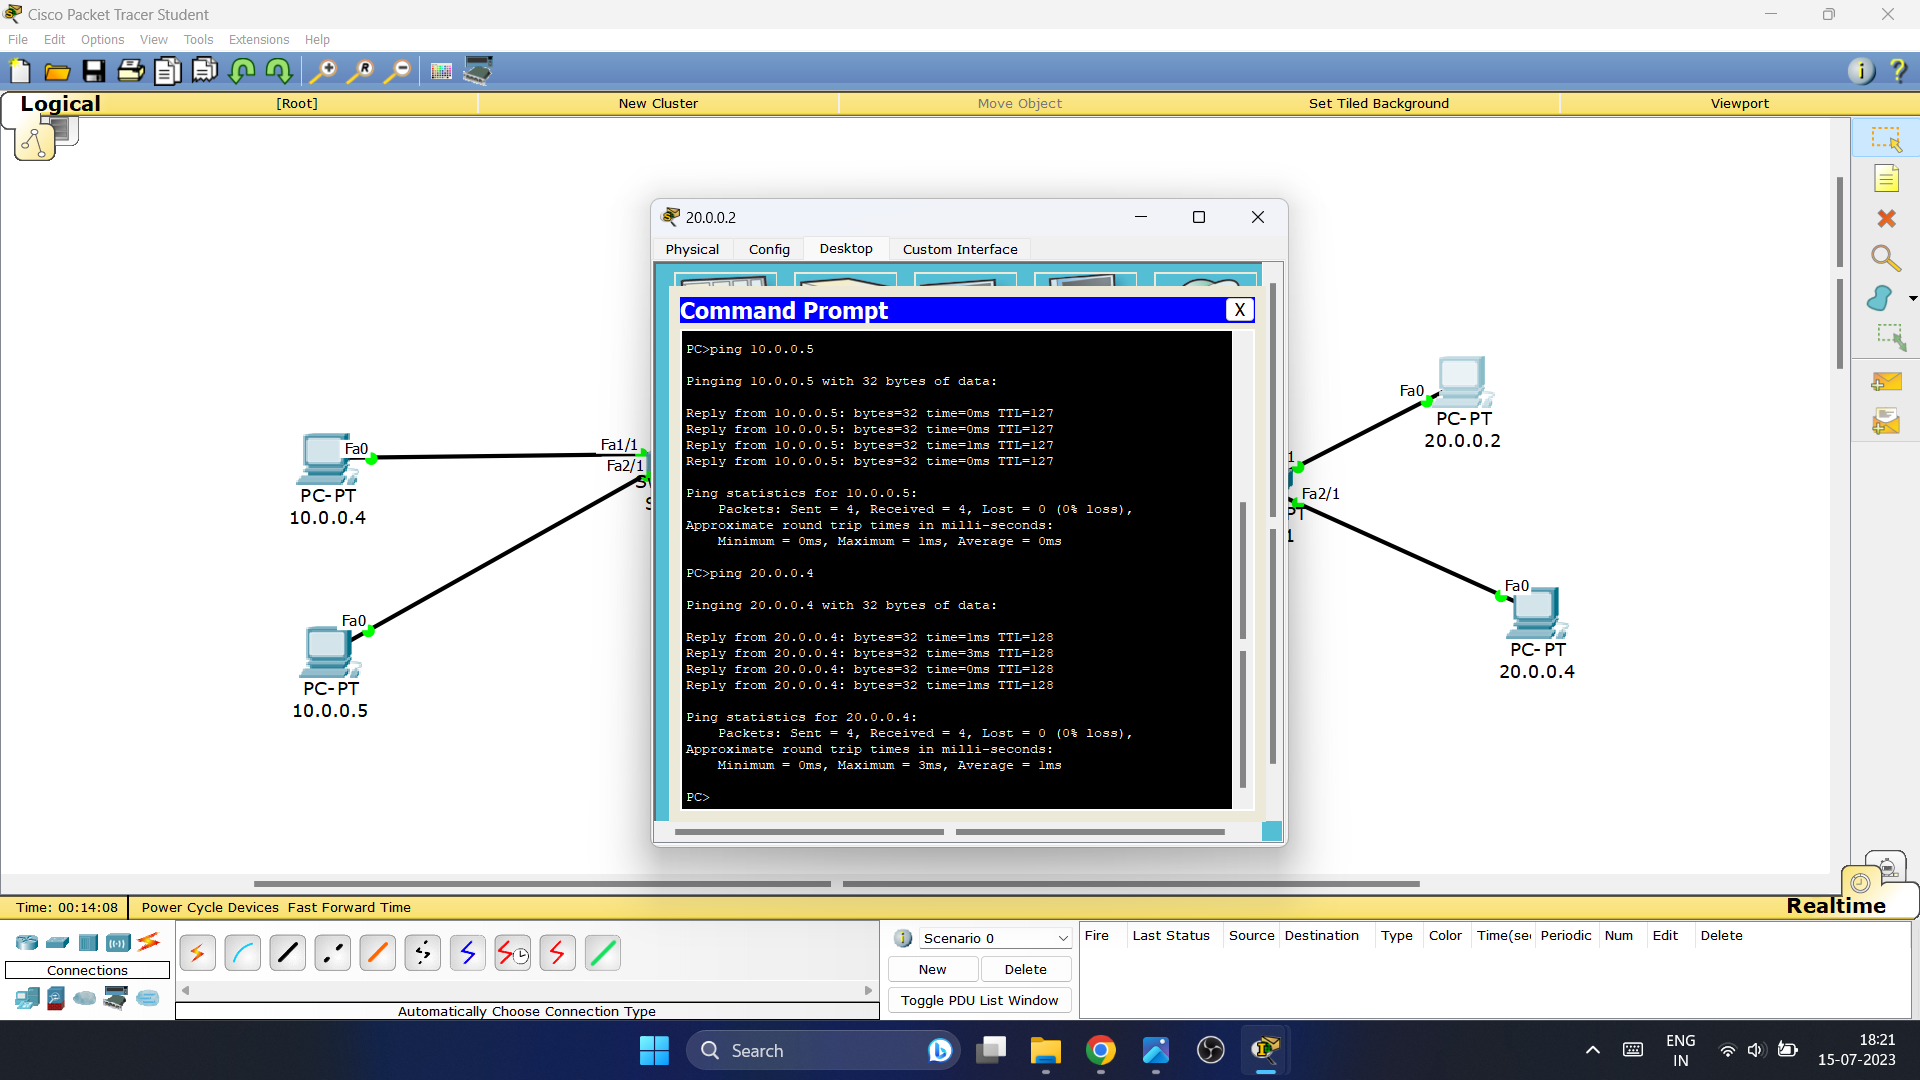 Cisco Packet Tracer Student
File Edit Options View Tools Extensions Help
Logical [Root] New Cluster Move Object Set Tiled Background Viewport
20.0.0.2
Physical Config Desktop Custom Interface
Command Prompt X
PC>ping 10.0.0.5
Pinging 10.0.0.5 with 32 bytes of data:
Reply from 10.0.0.5: bytes=32 time=0ms TTL=127
Reply from 10.0.0.5: bytes=32 time=0ms TTL=127
Reply from 10.0.0.5: bytes=32 time=1ms TTL=127
Reply from 10.0.0.5: bytes=32 time=0ms TTL=127
Ping statistics for 10.0.0.5:
Packets: Sent = 4, Received = 4, Lost = 0 (0% loss),
Approximate round trip times in milli-seconds:
Minimum = 0ms, Maximum = 1ms, Average = 0ms
PC>ping 20.0.0.4
Pinging 20.0.0.4 with 32 bytes of data:
Reply from 20.0.0.4: bytes=32 time=1ms TTL=128
Reply from 20.0.0.4: bytes=32 time=3ms TTL=128
Reply from 20.0.0.4: bytes=32 time=0ms TTL=128
Reply from 20.0.0.4: bytes=32 time=1ms TTL=128
Ping statistics for 20.0.0.4:
Packets: Sent = 4, Received = 4, Lost = 0 (0% loss),
Approximate round trip times in milli-seconds:
Minimum = 0ms, Maximum = 3ms, Average = 1ms
PC>
Fa0
PC-PT
10.0.0.4
Fa1/1
Fa2/1
Fa0
PC-PT
10.0.0.5
Fa0
PC-PT
20.0.0.2
1
Fa2/1
PT
1
Fa0
PC-PT
20.0.0.4
Time: 00:14:08 Power Cycle Devices Fast Forward Time
Realtime
Connections
Automatically Choose Connection Type
Scenario 0
New Delete
Toggle PDU List Window
Fire Last Status Source Destination Type Color Time(sec Periodic Num Edit Delete
Search
ENG
IN
18:21
15-07-2023